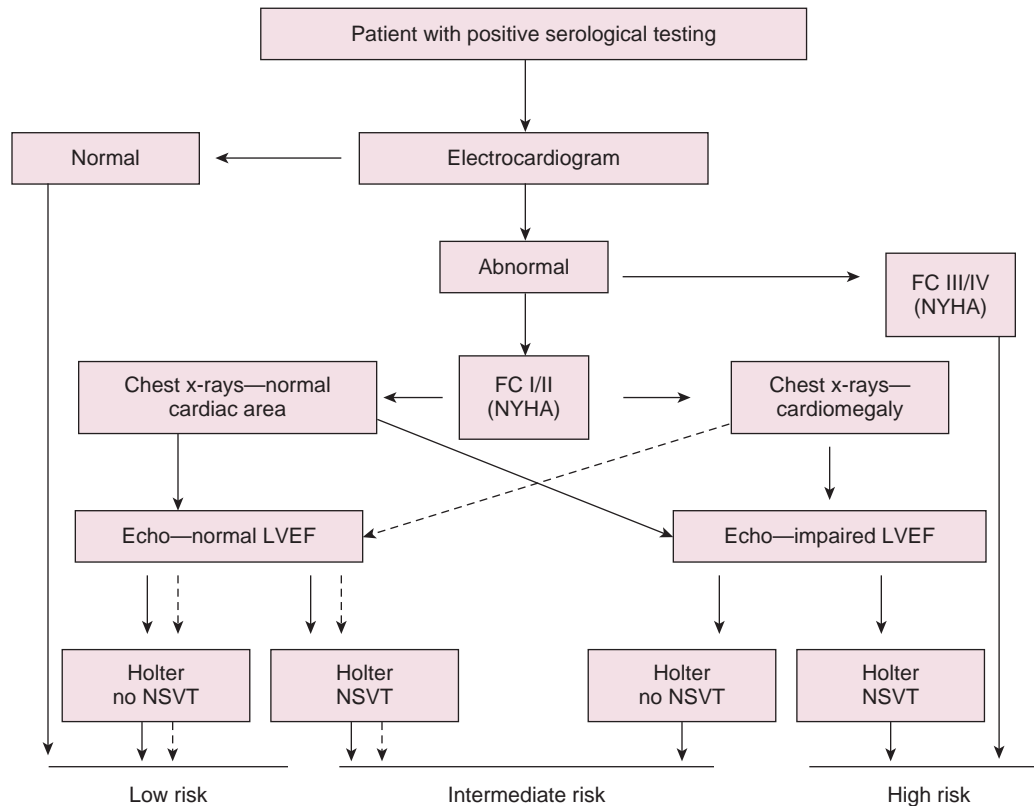 Patient with positive serological testing
Normal
Electrocardiogram
Abnormal
FC III/IV
(NYHA)
Chest x-rays—normal
cardiac area
FC I/II
(NYHA)
Chest x-rays—
cardiomegaly
Echo—normal LVEF
Echo—impaired LVEF
Holter
no NSVT
Holter
NSVT
Holter
no NSVT
Holter
NSVT
Low risk
Intermediate risk
High risk